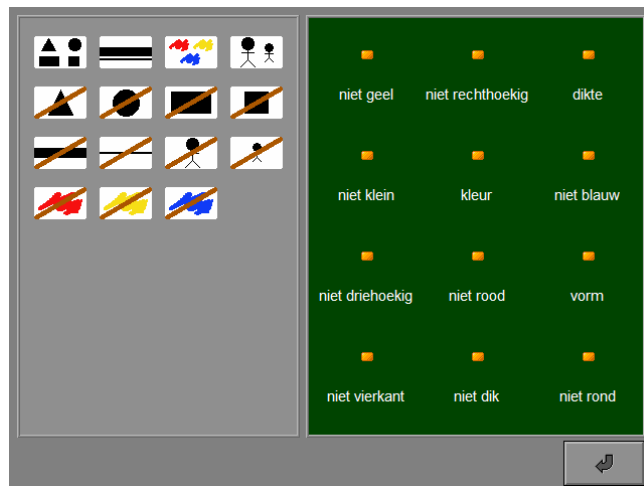 niet geel niet rechthoekig dikte
niet klein kleur niet blauw
niet driehoekig niet rood vorm
niet vierkant niet dik niet rond